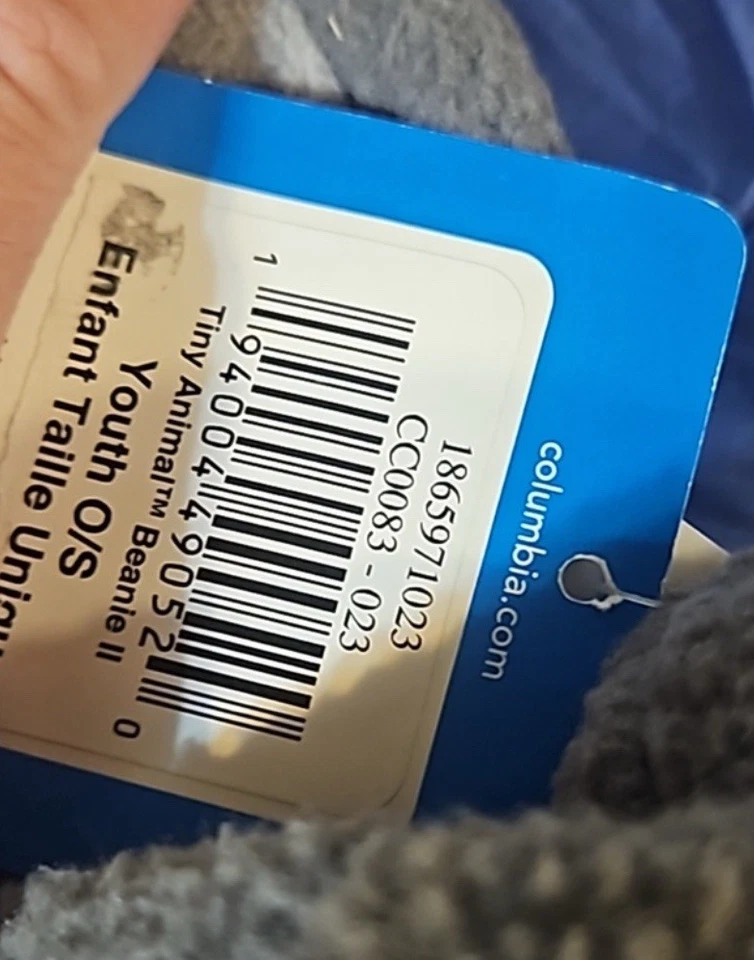 columbia.com
1865971023
CC0083 - 023
1 94004 49052 0
Tiny Animal™ Beanie II
Youth O/S
Enfant Taille